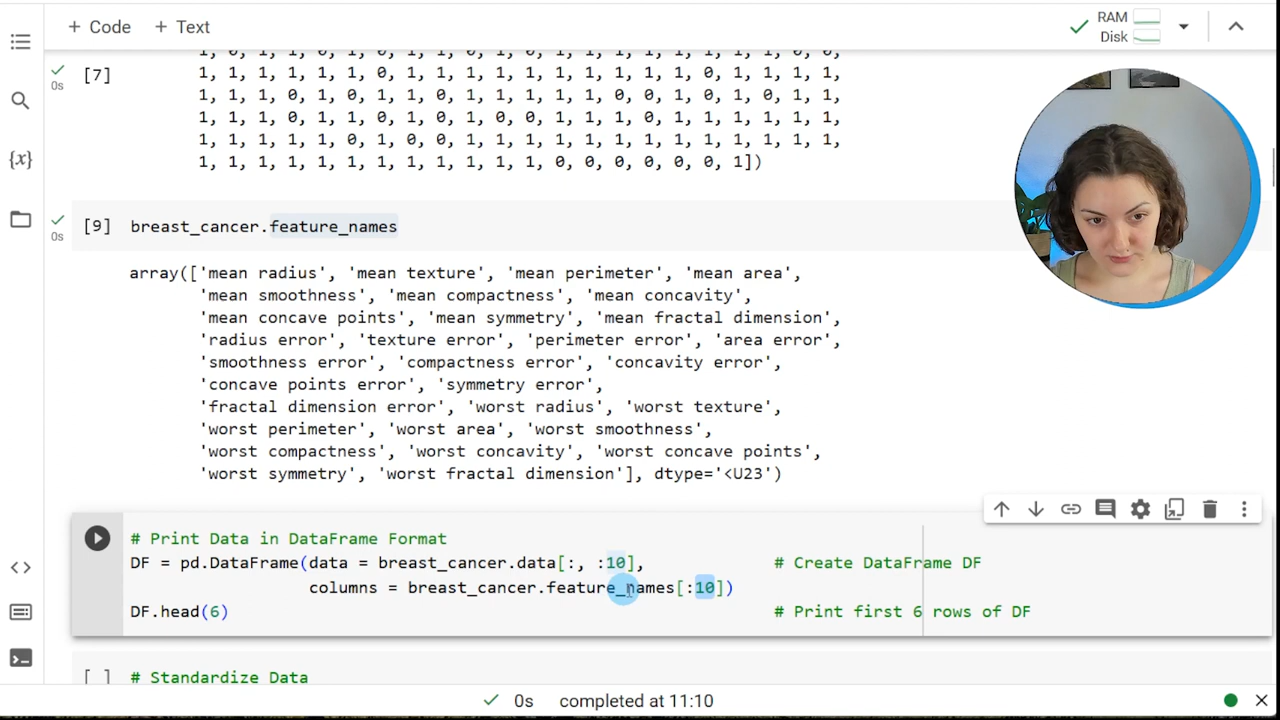 + Code + Text
RAM
Disk
[7]
1, 1, 1, 1, 1, 1, 0, 1, 1, 1, 1, 1, 1, 1, 1, 1, 1, 0, 1, 1, 1, 1,
1, 1, 1, 0, 1, 0, 1, 1, 0, 1, 1, 1, 1, 1, 0, 0, 1, 0, 1, 0, 1, 1,
1, 1, 1, 0, 1, 1, 0, 1, 0, 1, 0, 0, 1, 1, 1, 0, 1, 1, 1, 1, 1, 1,
1, 1, 1, 1, 1, 0, 1, 0, 0, 1, 1, 1, 1, 1, 1, 1, 1, 1, 1, 1, 1, 1,
1, 1, 1, 1, 1, 1, 1, 1, 1, 1, 1, 1, 0, 0, 0, 0, 0, 0, 1])
0s
[9] breast_cancer.feature_names
0s
array(['mean radius', 'mean texture', 'mean perimeter', 'mean area',
'mean smoothness', 'mean compactness', 'mean concavity',
'mean concave points', 'mean symmetry', 'mean fractal dimension',
'radius error', 'texture error', 'perimeter error', 'area error',
'smoothness error', 'compactness error', 'concavity error',
'concave points error', 'symmetry error',
'fractal dimension error', 'worst radius', 'worst texture',
'worst perimeter', 'worst area', 'worst smoothness',
'worst compactness', 'worst concavity', 'worst concave points',
'worst symmetry', 'worst fractal dimension'], dtype='<U23')
# Print Data in DataFrame Format
DF = pd.DataFrame(data = breast_cancer.data[:, :10], # Create DataFrame DF
columns = breast_cancer.feature_names[:10])
DF.head(6) # Print first 6 rows of DF
[ ] # Standardize Data
0s completed at 11:10